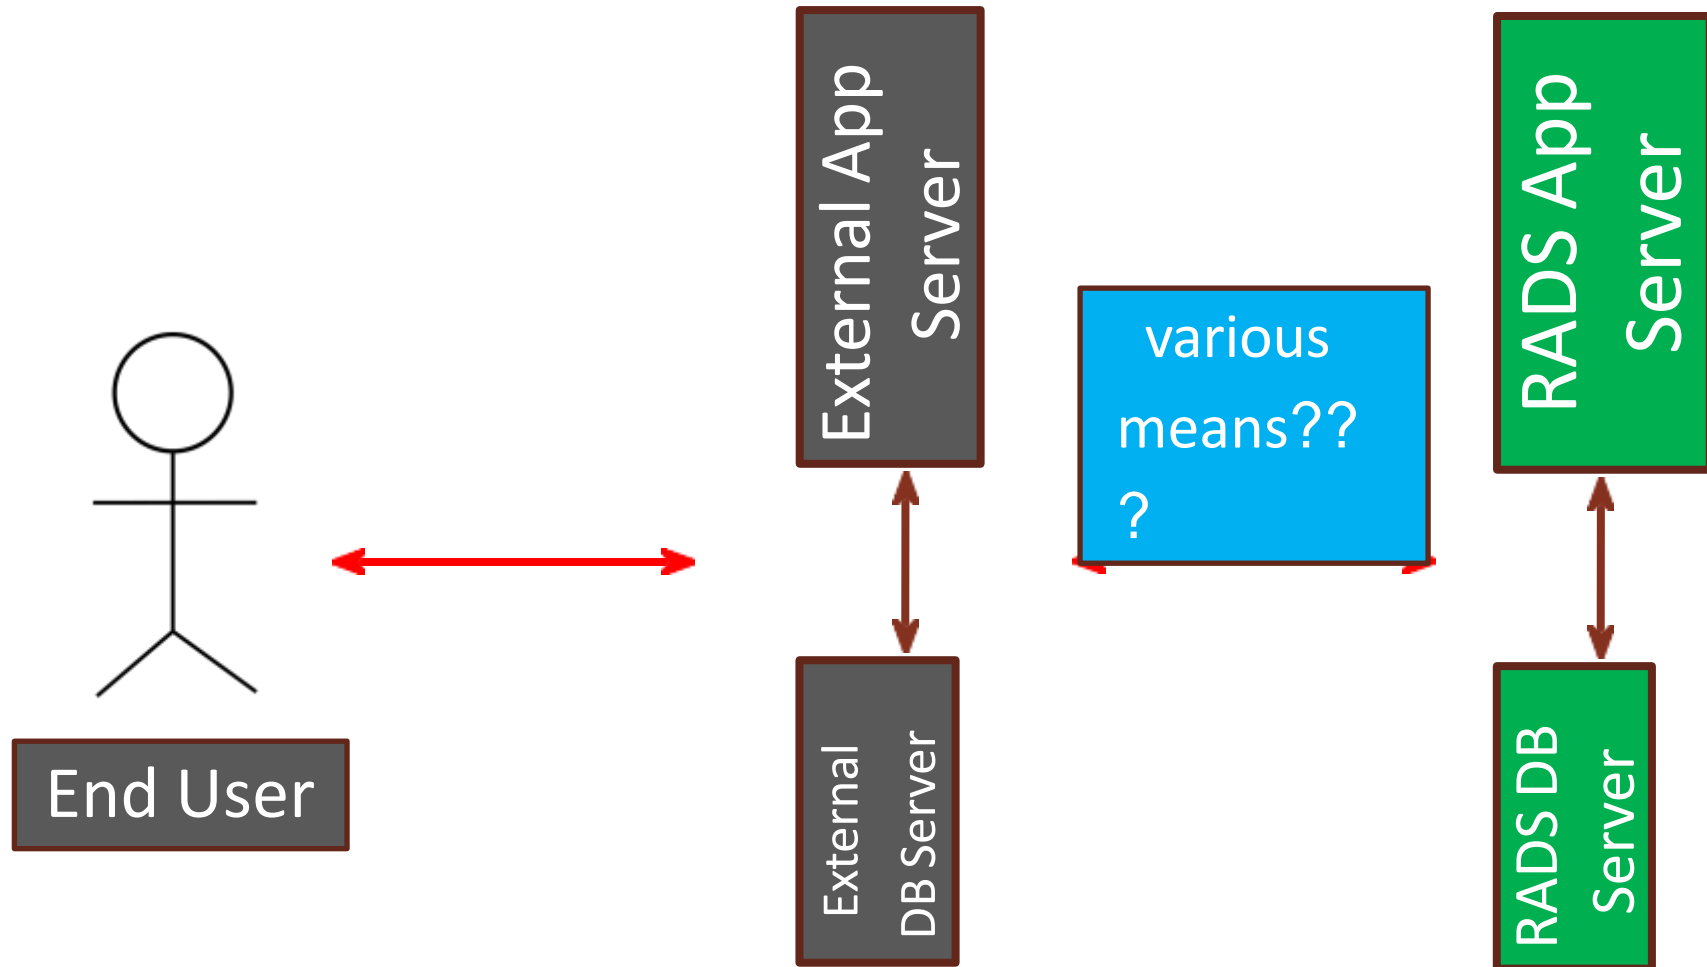 External App
Server
RADS App
Server
various
means??
?
End User
External
DB Server
RADS DB
Server